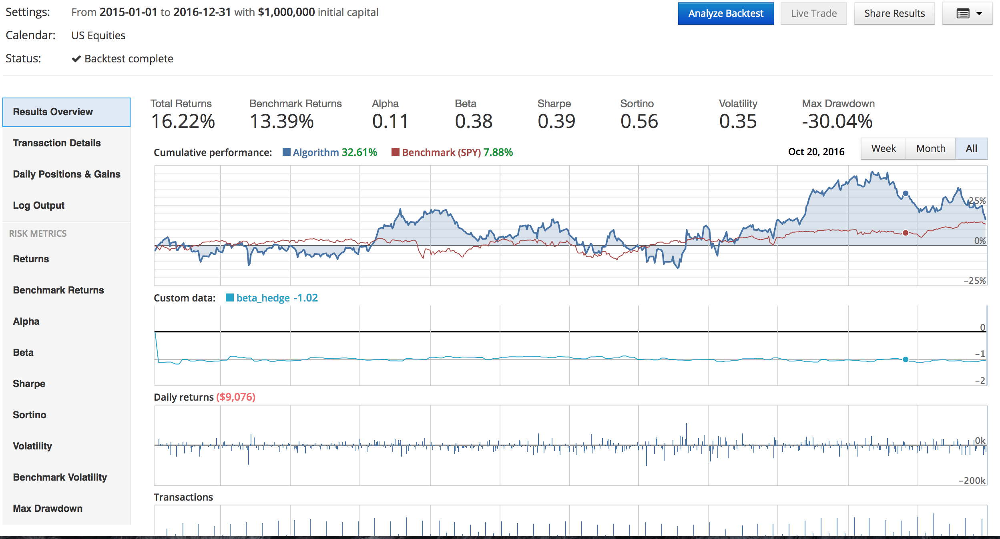 Settings: From 2015-01-01 to 2016-12-31 with $1,000,000 initial capital
Analyze Backtest Live Trade Share Results
Calendar: US Equities
Status: Backtest complete
Results Overview
Transaction Details
Daily Positions & Gains
Log Output
RISK METRICS
Returns
Benchmark Returns
Alpha
Beta
Sharpe
Sortino
Volatility
Benchmark Volatility
Max Drawdown
Total Returns Benchmark Returns Alpha Beta Sharpe Sortino Volatility Max Drawdown
16.22% 13.39% 0.11 0.38 0.39 0.56 0.35 -30.04%
Cumulative performance: Algorithm 32.61% Benchmark (SPY) 7.88% Oct 20, 2016 Week Month All
25%
0%
-25%
Custom data: beta_hedge -1.02
0
-1
-2
Daily returns ($9,076)
0k
-200k
Transactions